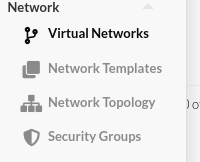 Network
Virtual Networks
Network Templates
Network Topology
Security Groups